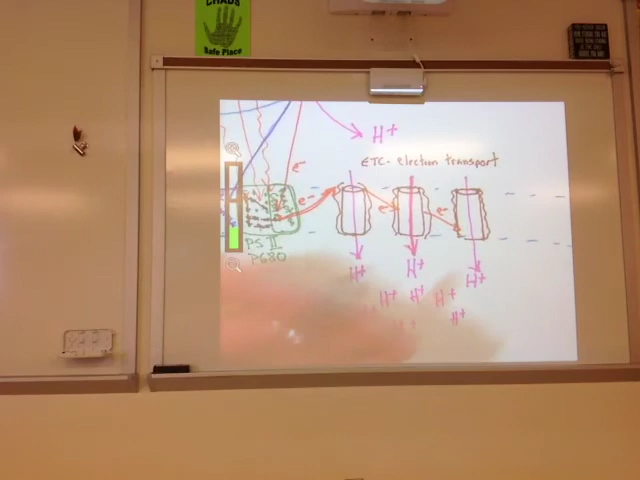 CHADS
Safe Place
H+
ETC- electron transport
e-
e-
e-
e-
PS II
P680
H+
H+
H+
H+
H+
H+
H+